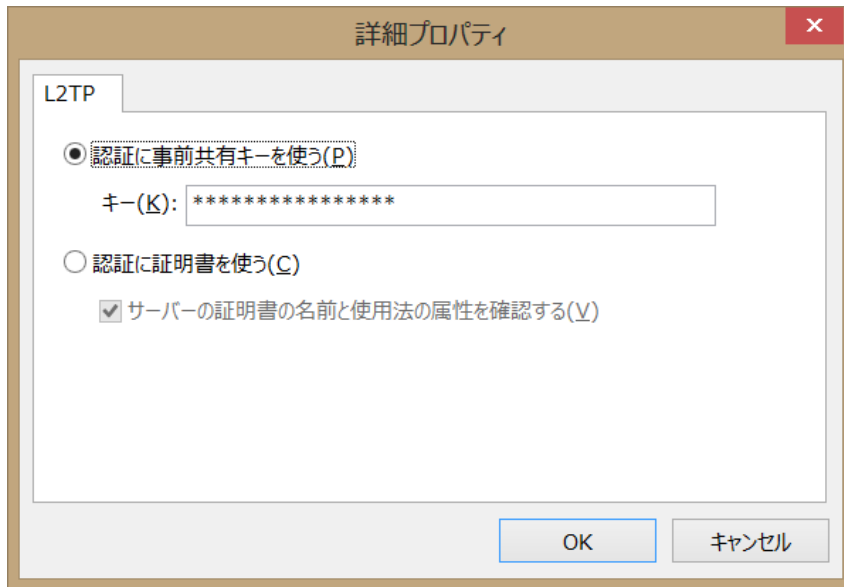 詳細プロパティ
L2TP
認証に事前共有キーを使う(P)
キー(K): ****************
認証に証明書を使う(C)
サーバーの証明書の名前と使用法の属性を確認する(V)
OK キャンセル